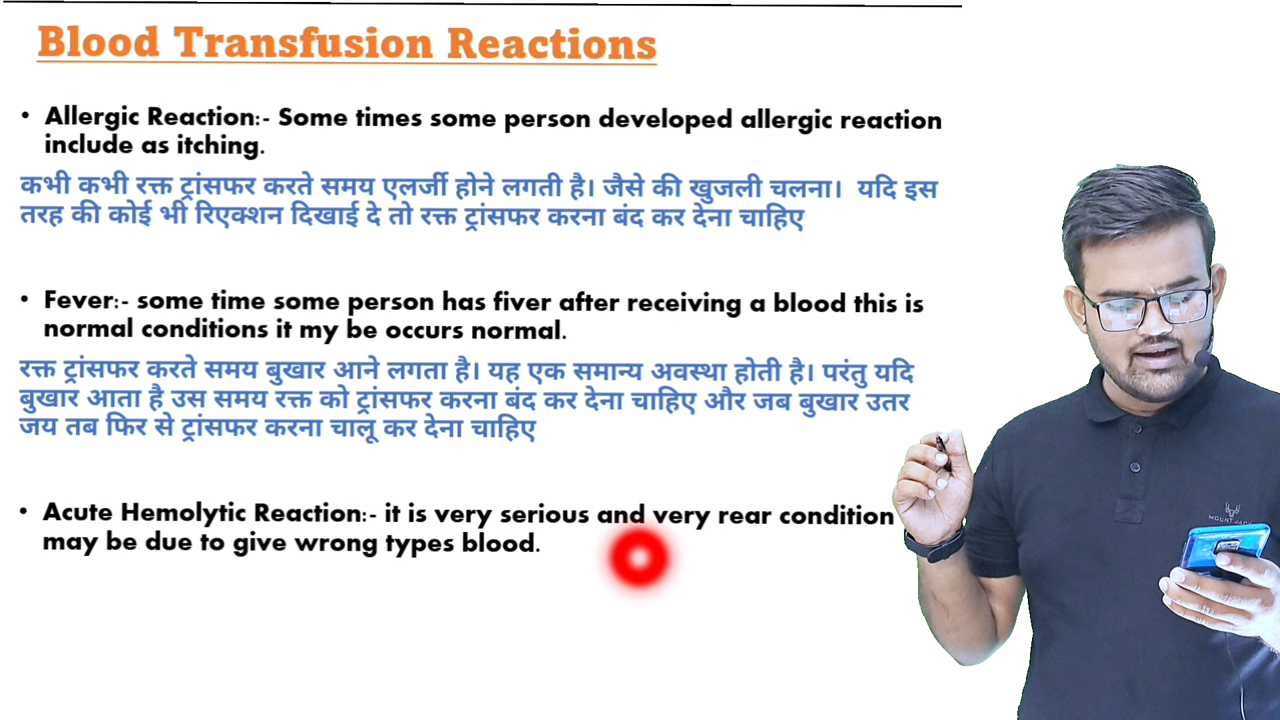 Blood Transfusion Reactions
• Allergic Reaction:- Some times some person developed allergic reaction
include as itching.
कभी कभी रक्त ट्रांसफर करते समय एलर्जी होने लगती है। जैसे की खुजली चलना। यदि इस
तरह की कोई भी रिएक्शन दिखाई दे तो रक्त ट्रांसफर करना बंद कर देना चाहिए
• Fever:- some time some person has fiver after receiving a blood this is
normal conditions it my be occurs normal.
रक्त ट्रांसफर करते समय बुखार आने लगता है। यह एक समान्य अवस्था होती है। परंतु यदि
बुखार आता है उस समय रक्त को ट्रांसफर करना बंद कर देना चाहिए और जब बुखार उतर
जय तब फिर से ट्रांसफर करना चालू कर देना चाहिए
• Acute Hemolytic Reaction:- it is very serious and very rear condition
may be due to give wrong types blood.